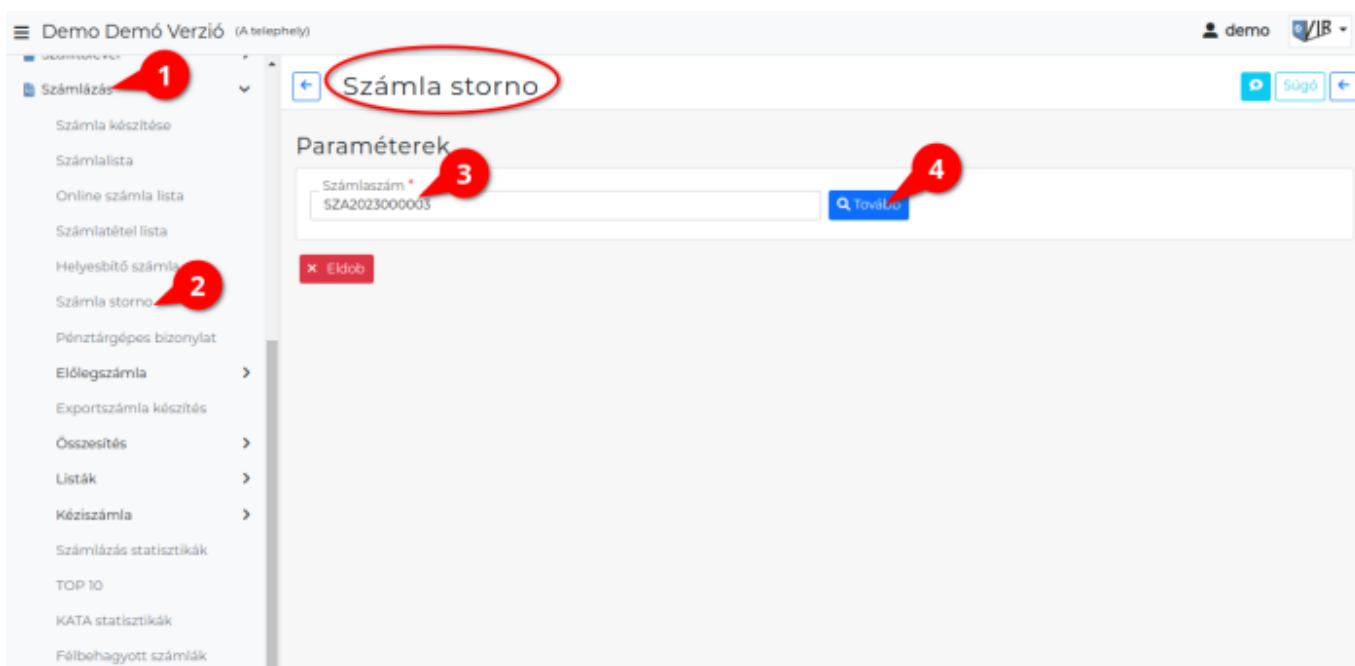 Demo Demó Verzió (A telephely)
demo
VIR
Számlázás
1
Számla készítése
Számlalista
Online számla lista
Számlatétel lista
Helyesbítő számla
Számla storno
2
Pénztárgépes bizonylat
Előlegszámla
Exportszámla készítés
Összesítés
Listák
Kéziszámla
Számlázás statisztikák
TOP 10
KATA statisztikák
Félbehagyott számlák
Számla storno
Súgó
Paraméterek
Számlaszám *
3
SZA2023000003
Tovább
4
Eldob